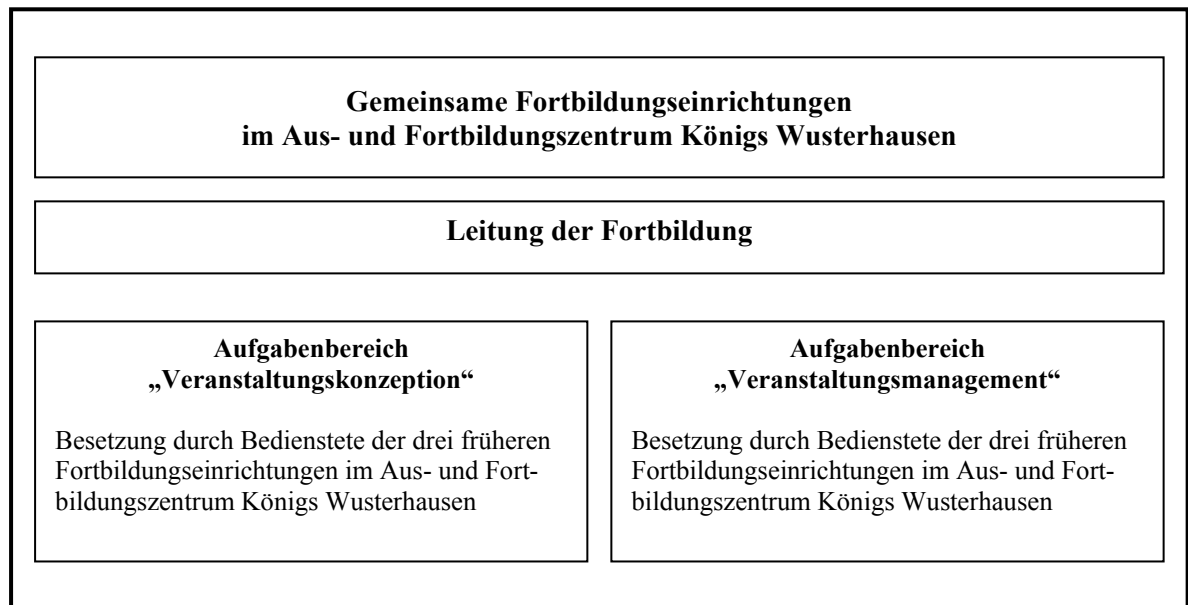 Gemeinsame Fortbildungseinrichtungen
im Aus- und Fortbildungszentrum Königs Wusterhausen
Leitung der Fortbildung
Aufgabenbereich
„Veranstaltungskonzeption“
Besetzung durch Bedienstete der drei früheren
Fortbildungseinrichtungen im Aus- und Fort-
bildungszentrum Königs Wusterhausen
Aufgabenbereich
„Veranstaltungsmanagement“
Besetzung durch Bedienstete der drei früheren
Fortbildungseinrichtungen im Aus- und Fort-
bildungszentrum Königs Wusterhausen